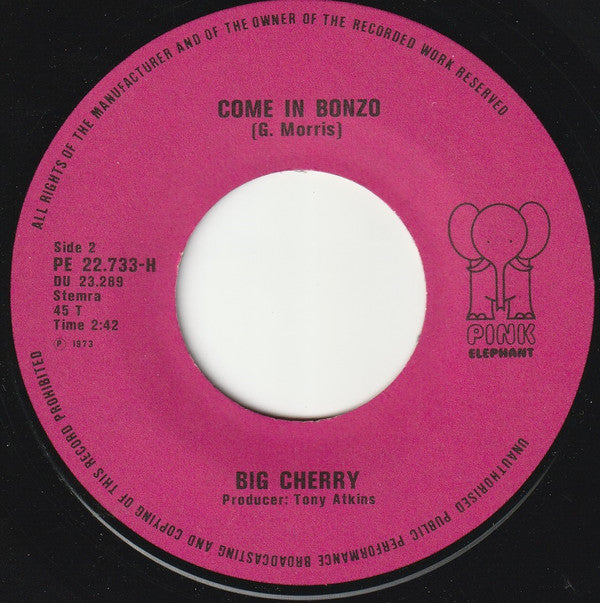 ALL RIGHTS OF THE MANUFACTURER AND OF THE OWNER OF THE RECORDED WORK RESERVED
COME IN BONZO
(G. Morris)
Side 2
PE 22.733-H
DU 23.289
Stemra
45 T
Time 2:42
℗ 1973
PINK
ELEPHANT
BIG CHERRY
Producer: Tony Atkins
UNAUTHORISED PUBLIC PERFORMANCE BROADCASTING AND COPYING OF THIS RECORD PROHIBITED